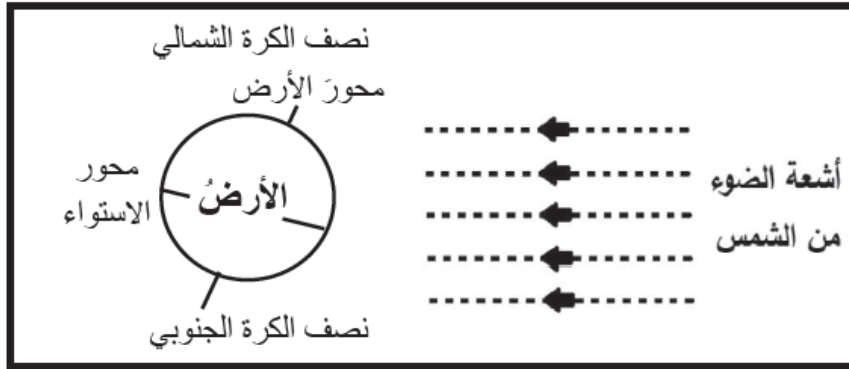 نصف الكرة الشمالي
محورَ الأرض
محور
الاستواء
الأرضُ
نصف الكرة الجنوبي
أشعة الضوء
من الشمس